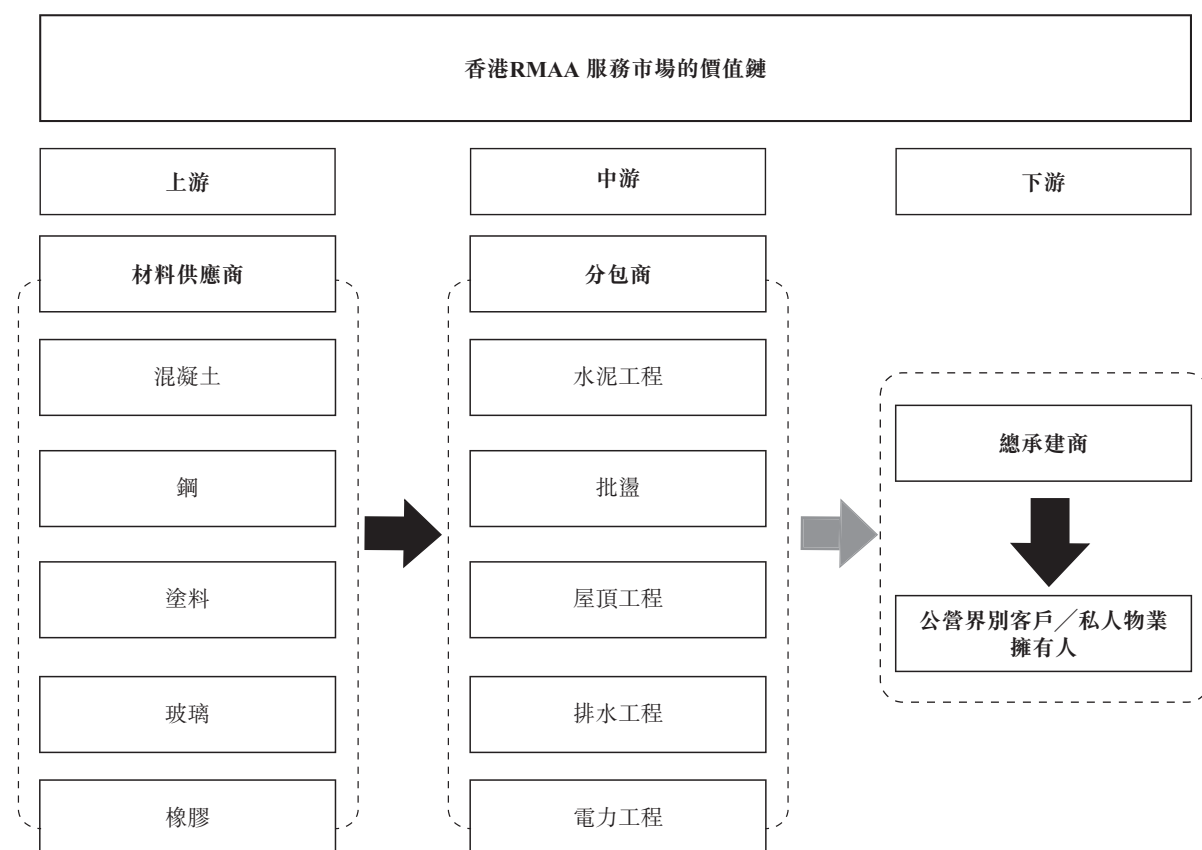 香港RMAA 服務市場的價值鏈
上游
中游
下游
材料供應商
分包商
混凝土
水泥工程
總承建商
鋼
批盪
塗料
屋頂工程
公營界別客戶／私人物業
擁有人
玻璃
排水工程
橡膠
電力工程